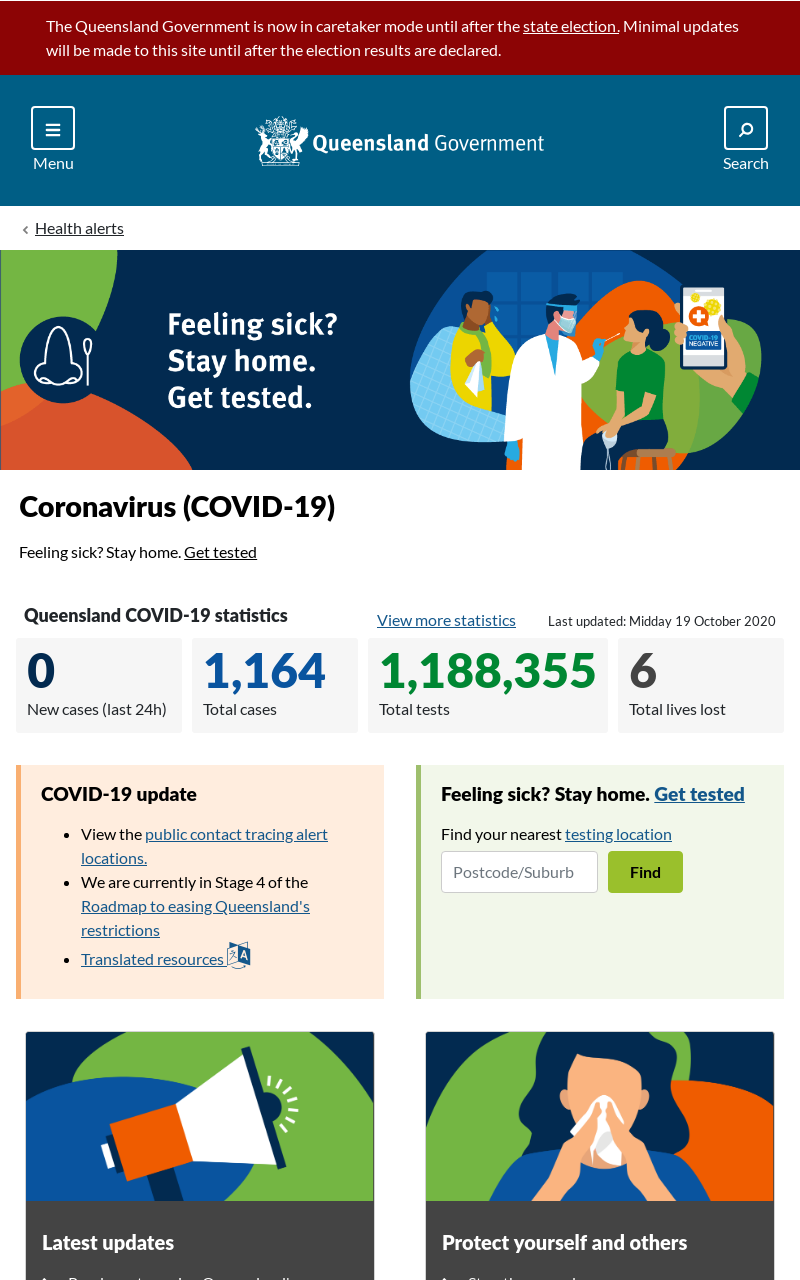 The Queensland Government is now in caretaker mode until after the state election. Minimal updates
will be made to this site until after the election results are declared.
Menu
Queensland Government
Search
Health alerts
Feeling sick?
Stay home.
Get tested.
COVID-19
NEGATIVE
Coronavirus (COVID-19)
Feeling sick? Stay home. Get tested
Queensland COVID-19 statistics
View more statistics
Last updated: Midday 19 October 2020
0
New cases (last 24h)
1,164
Total cases
1,188,355
Total tests
6
Total lives lost
COVID-19 update
View the public contact tracing alert
locations.
We are currently in Stage 4 of the
Roadmap to easing Queensland's
restrictions
Translated resources
Feeling sick? Stay home. Get tested
Find your nearest testing location
Postcode/Suburb
Find
Latest updates
Protect yourself and others